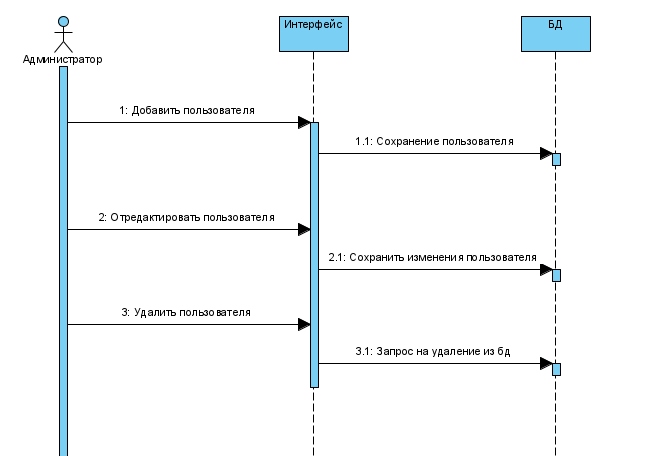 Интерфейс
БД
Администратор
1: Добавить пользователя
1.1: Сохранение пользователя
2: Отредактировать пользователя
2.1: Сохранить изменения пользователя
3: Удалить пользователя
3.1: Запрос на удаление из бд